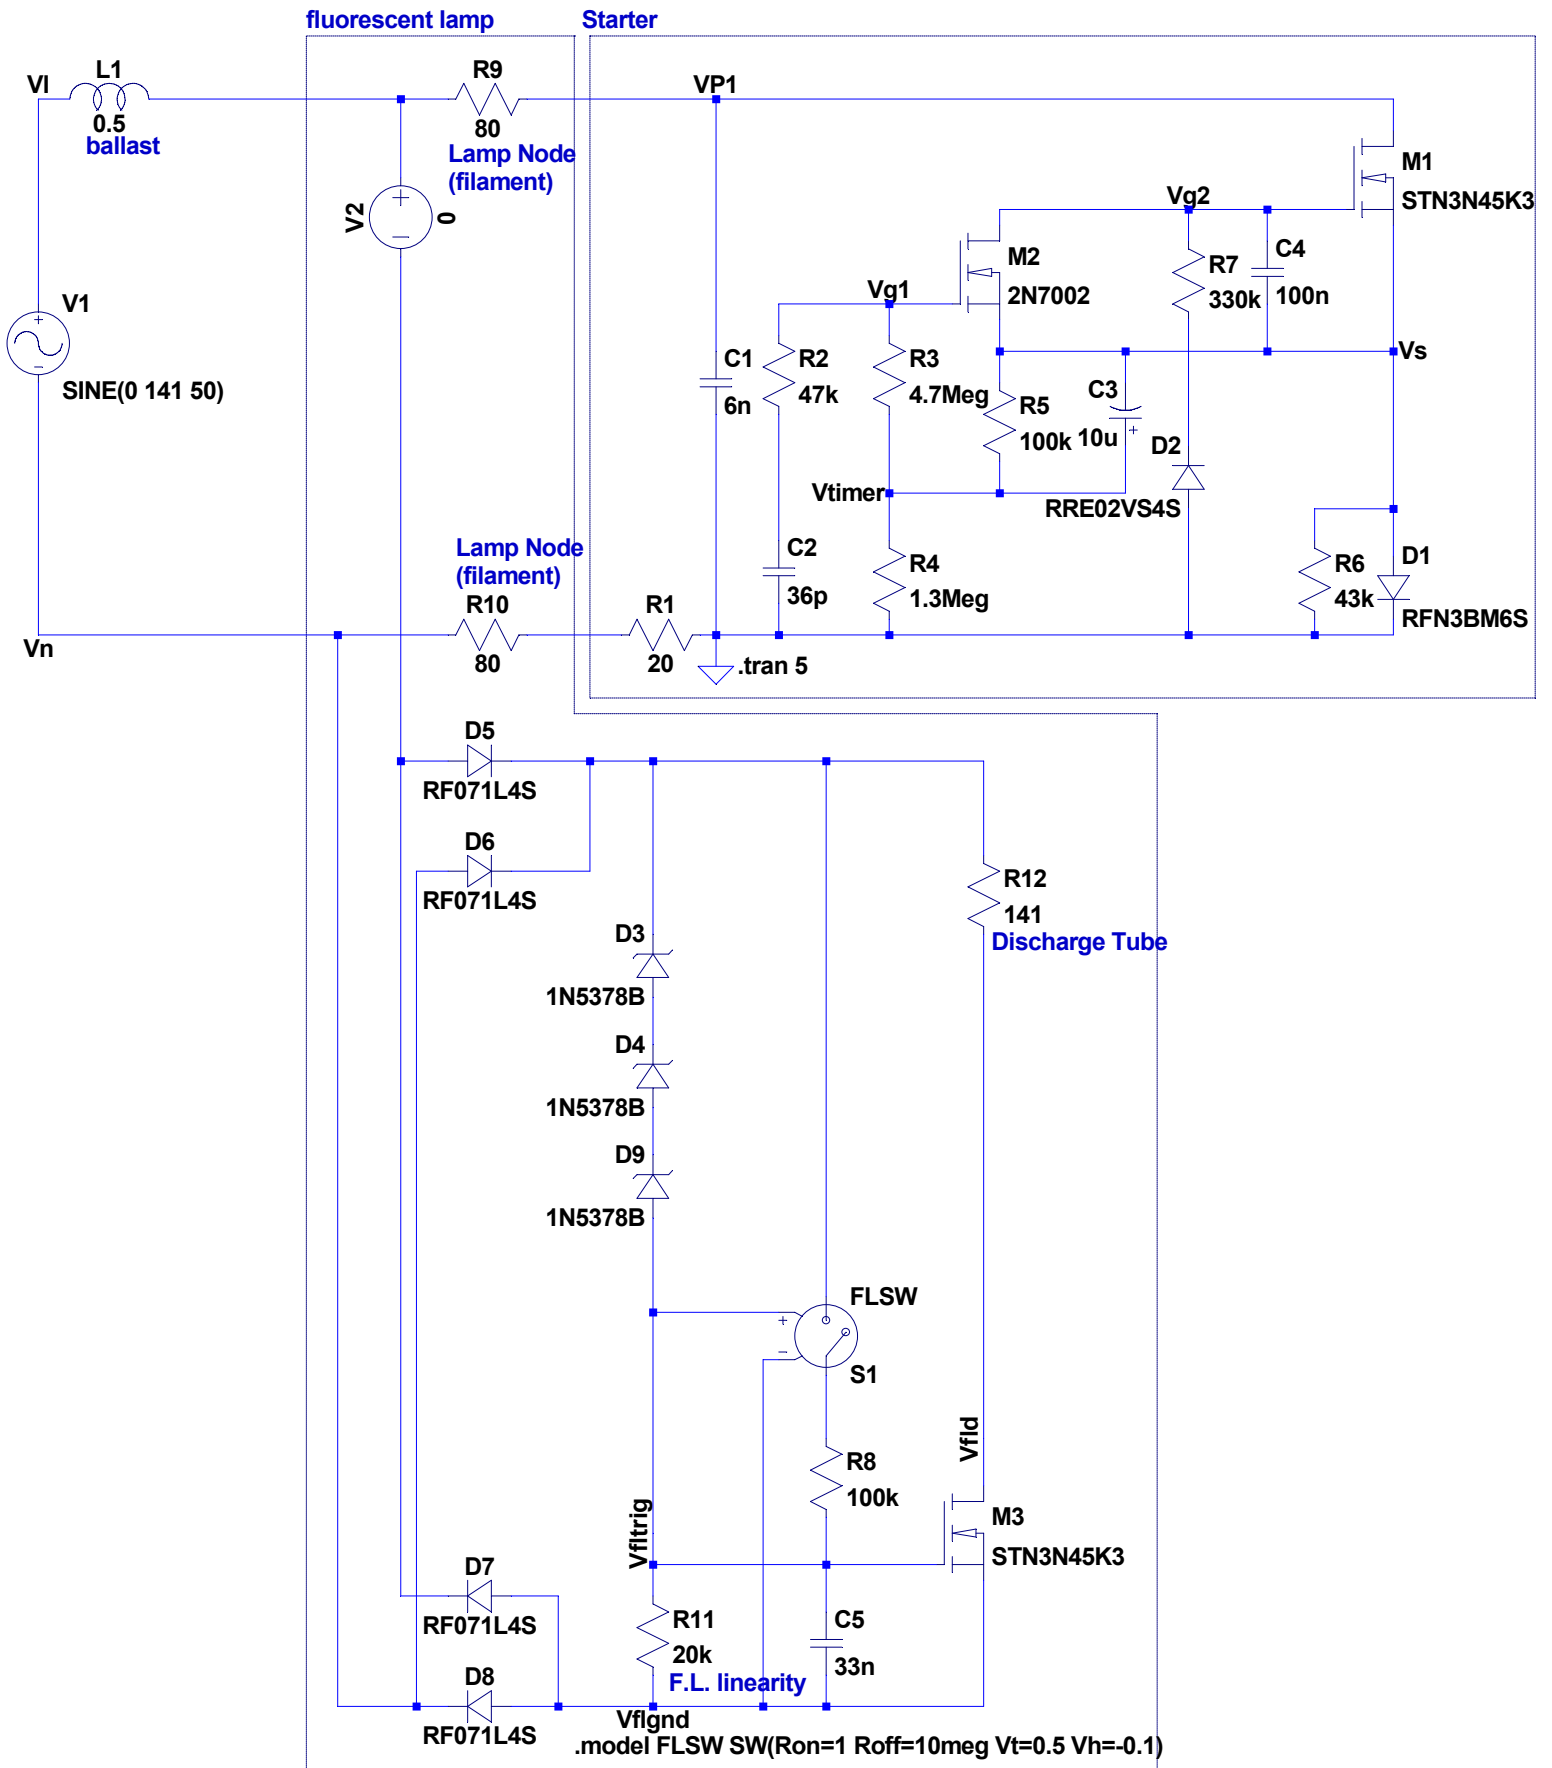 fluorescent lamp
Starter
Vl
L1
0.5
ballast
R9
80
Lamp Node
(filament)
VP1
M1
STN3N45K3
V2
0
Vg2
R7
330k
C4
100n
M2
2N7002
Vg1
V1
SINE(0 141 50)
C1
6n
R2
47k
R3
4.7Meg
R5
100k
C3
10u
+
Vs
D2
RRE02VS4S
Vtimer
Lamp Node
(filament)
R10
80
R1
20
C2
36p
R4
1.3Meg
R6
43k
D1
RFN3BM6S
Vn
.tran 5
D5
RF071L4S
D6
RF071L4S
D3
1N5378B
D4
1N5378B
D9
1N5378B
R12
141
Discharge Tube
FLSW
S1
R8
100k
Vfld
M3
STN3N45K3
Vfltrig
D7
RF071L4S
R11
20k
F.L. linearity
C5
33n
D8
RF071L4S
Vflgnd
.model FLSW SW(Ron=1 Roff=10meg Vt=0.5 Vh=-0.1)